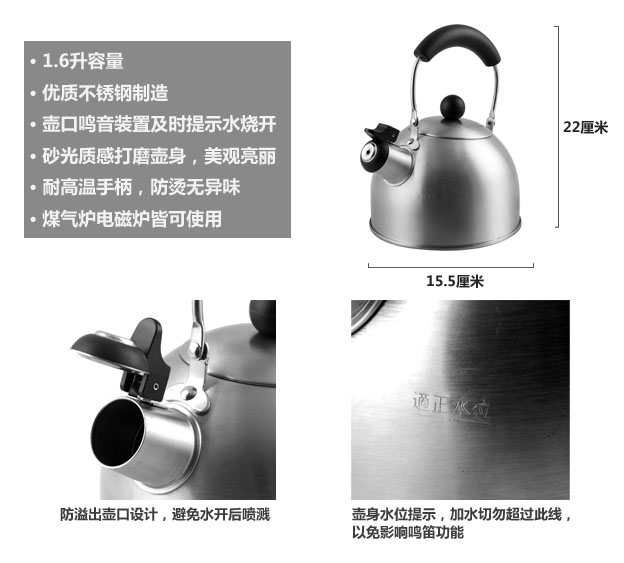 • 1.6升容量
• 优质不锈钢制造
• 壶口鸣音装置及时提示水烧开
• 砂光质感打磨壶身，美观亮丽
• 耐高温手柄，防烫无异味
• 煤气炉电磁炉皆可使用
22厘米
15.5厘米
適正水位
防溢出壶口设计，避免水开后喷溅
壶身水位提示，加水切勿超过此线，
以免影响鸣笛功能